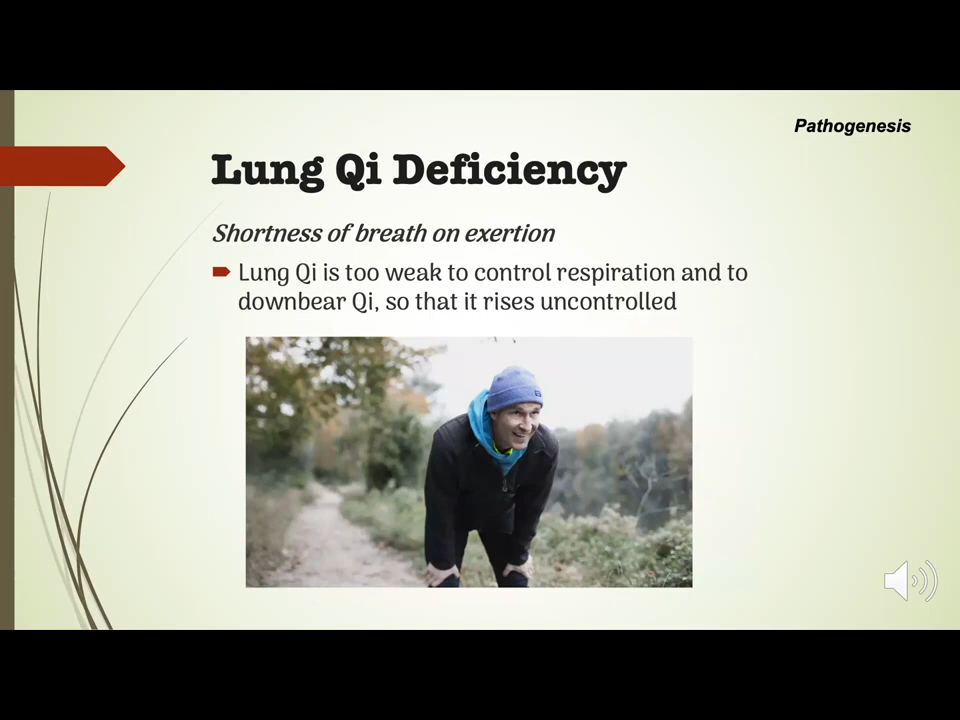 Pathogenesis
Lung Qi Deficiency
Shortness of breath on exertion
Lung Qi is too weak to control respiration and to
downbear Qi, so that it rises uncontrolled